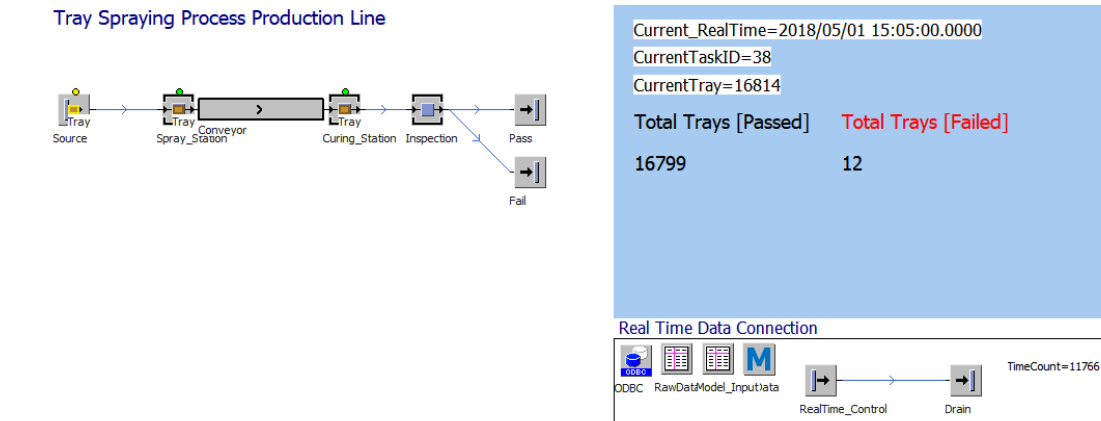 Tray Spraying Process Production Line
Tray
Source
Tray
Spray_Station
Conveyor
Tray
Curing_Station
Inspection
Pass
Fail
Current_RealTime=2018/05/01 15:05:00.0000
CurrentTaskID=38
CurrentTray=16814
Total Trays [Passed] Total Trays [Failed]
16799 12
Real Time Data Connection
ODBC
ODBC
M
Model_Input
RealTime_Control
Drain
TimeCount=11766